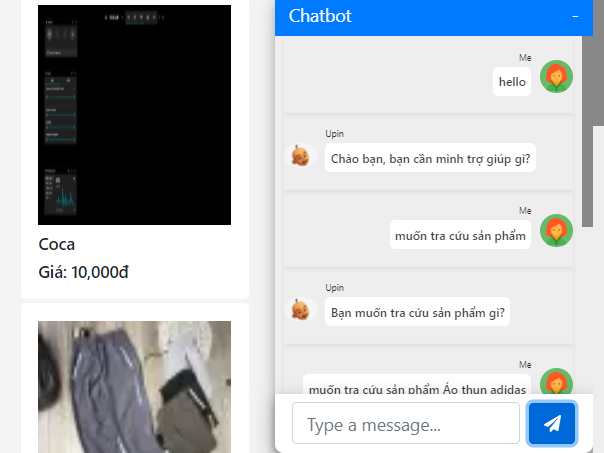 Chatbot
-
Me
hello
Upin
Chào bạn, bạn cần mình trợ giúp gì?
Me
muốn tra cứu sản phẩm
Upin
Bạn muốn tra cứu sản phẩm gì?
Me
muốn tra cứu sản phẩm Áo thun adidas
Type a message...
Coca
Giá: 10,000đ